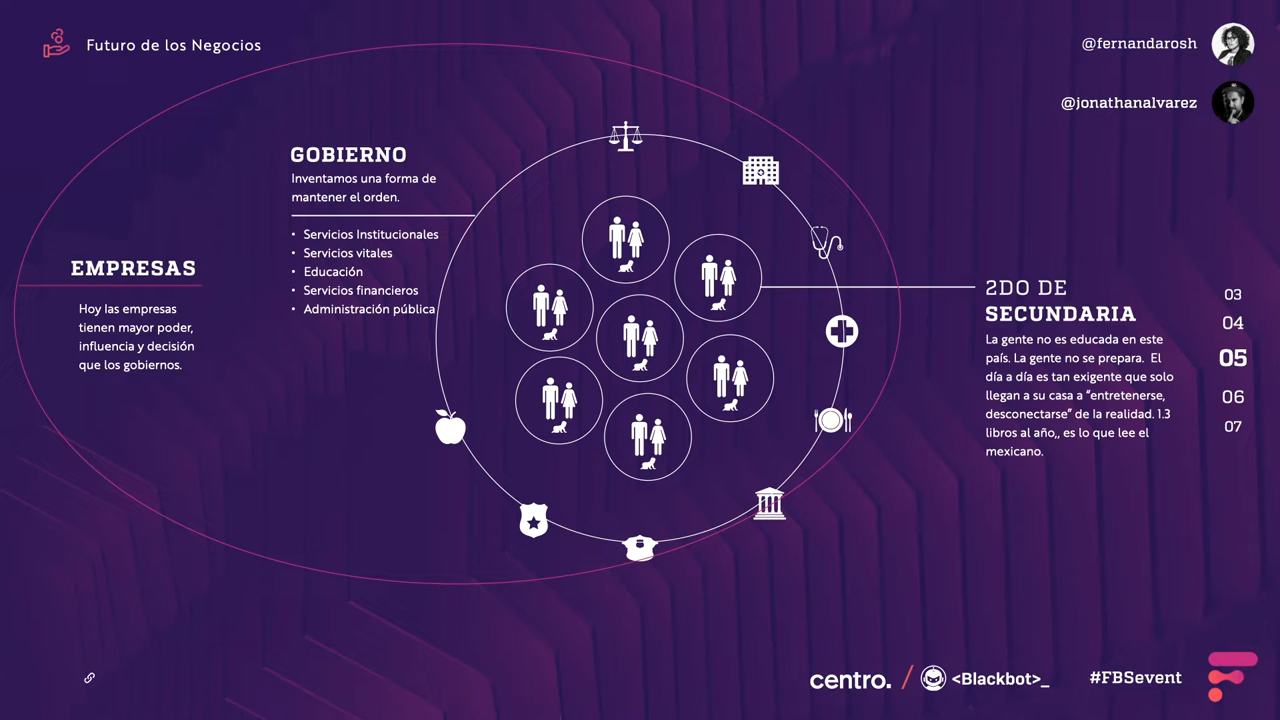 Futuro de los Negocios
@fernandarosh
@jonathanalvarez
GOBIERNO
Inventamos una forma de
mantener el orden.
• Servicios Institucionales
• Servicios vitales
• Educación
• Servicios financieros
• Administración pública
EMPRESAS
Hoy las empresas
tienen mayor poder,
influencia y decisión
que los gobiernos.
2DO DE
SECUNDARIA
La gente no es educada en este
país. La gente no se prepara. El
día a día es tan exigente que solo
llegan a su casa a “entretenerse,
desconectarse” de la realidad. 1.3
libros al año,, es lo que lee el
mexicano.
03
04
05
06
07
centro. / <Blackbot>_
#FBSevent